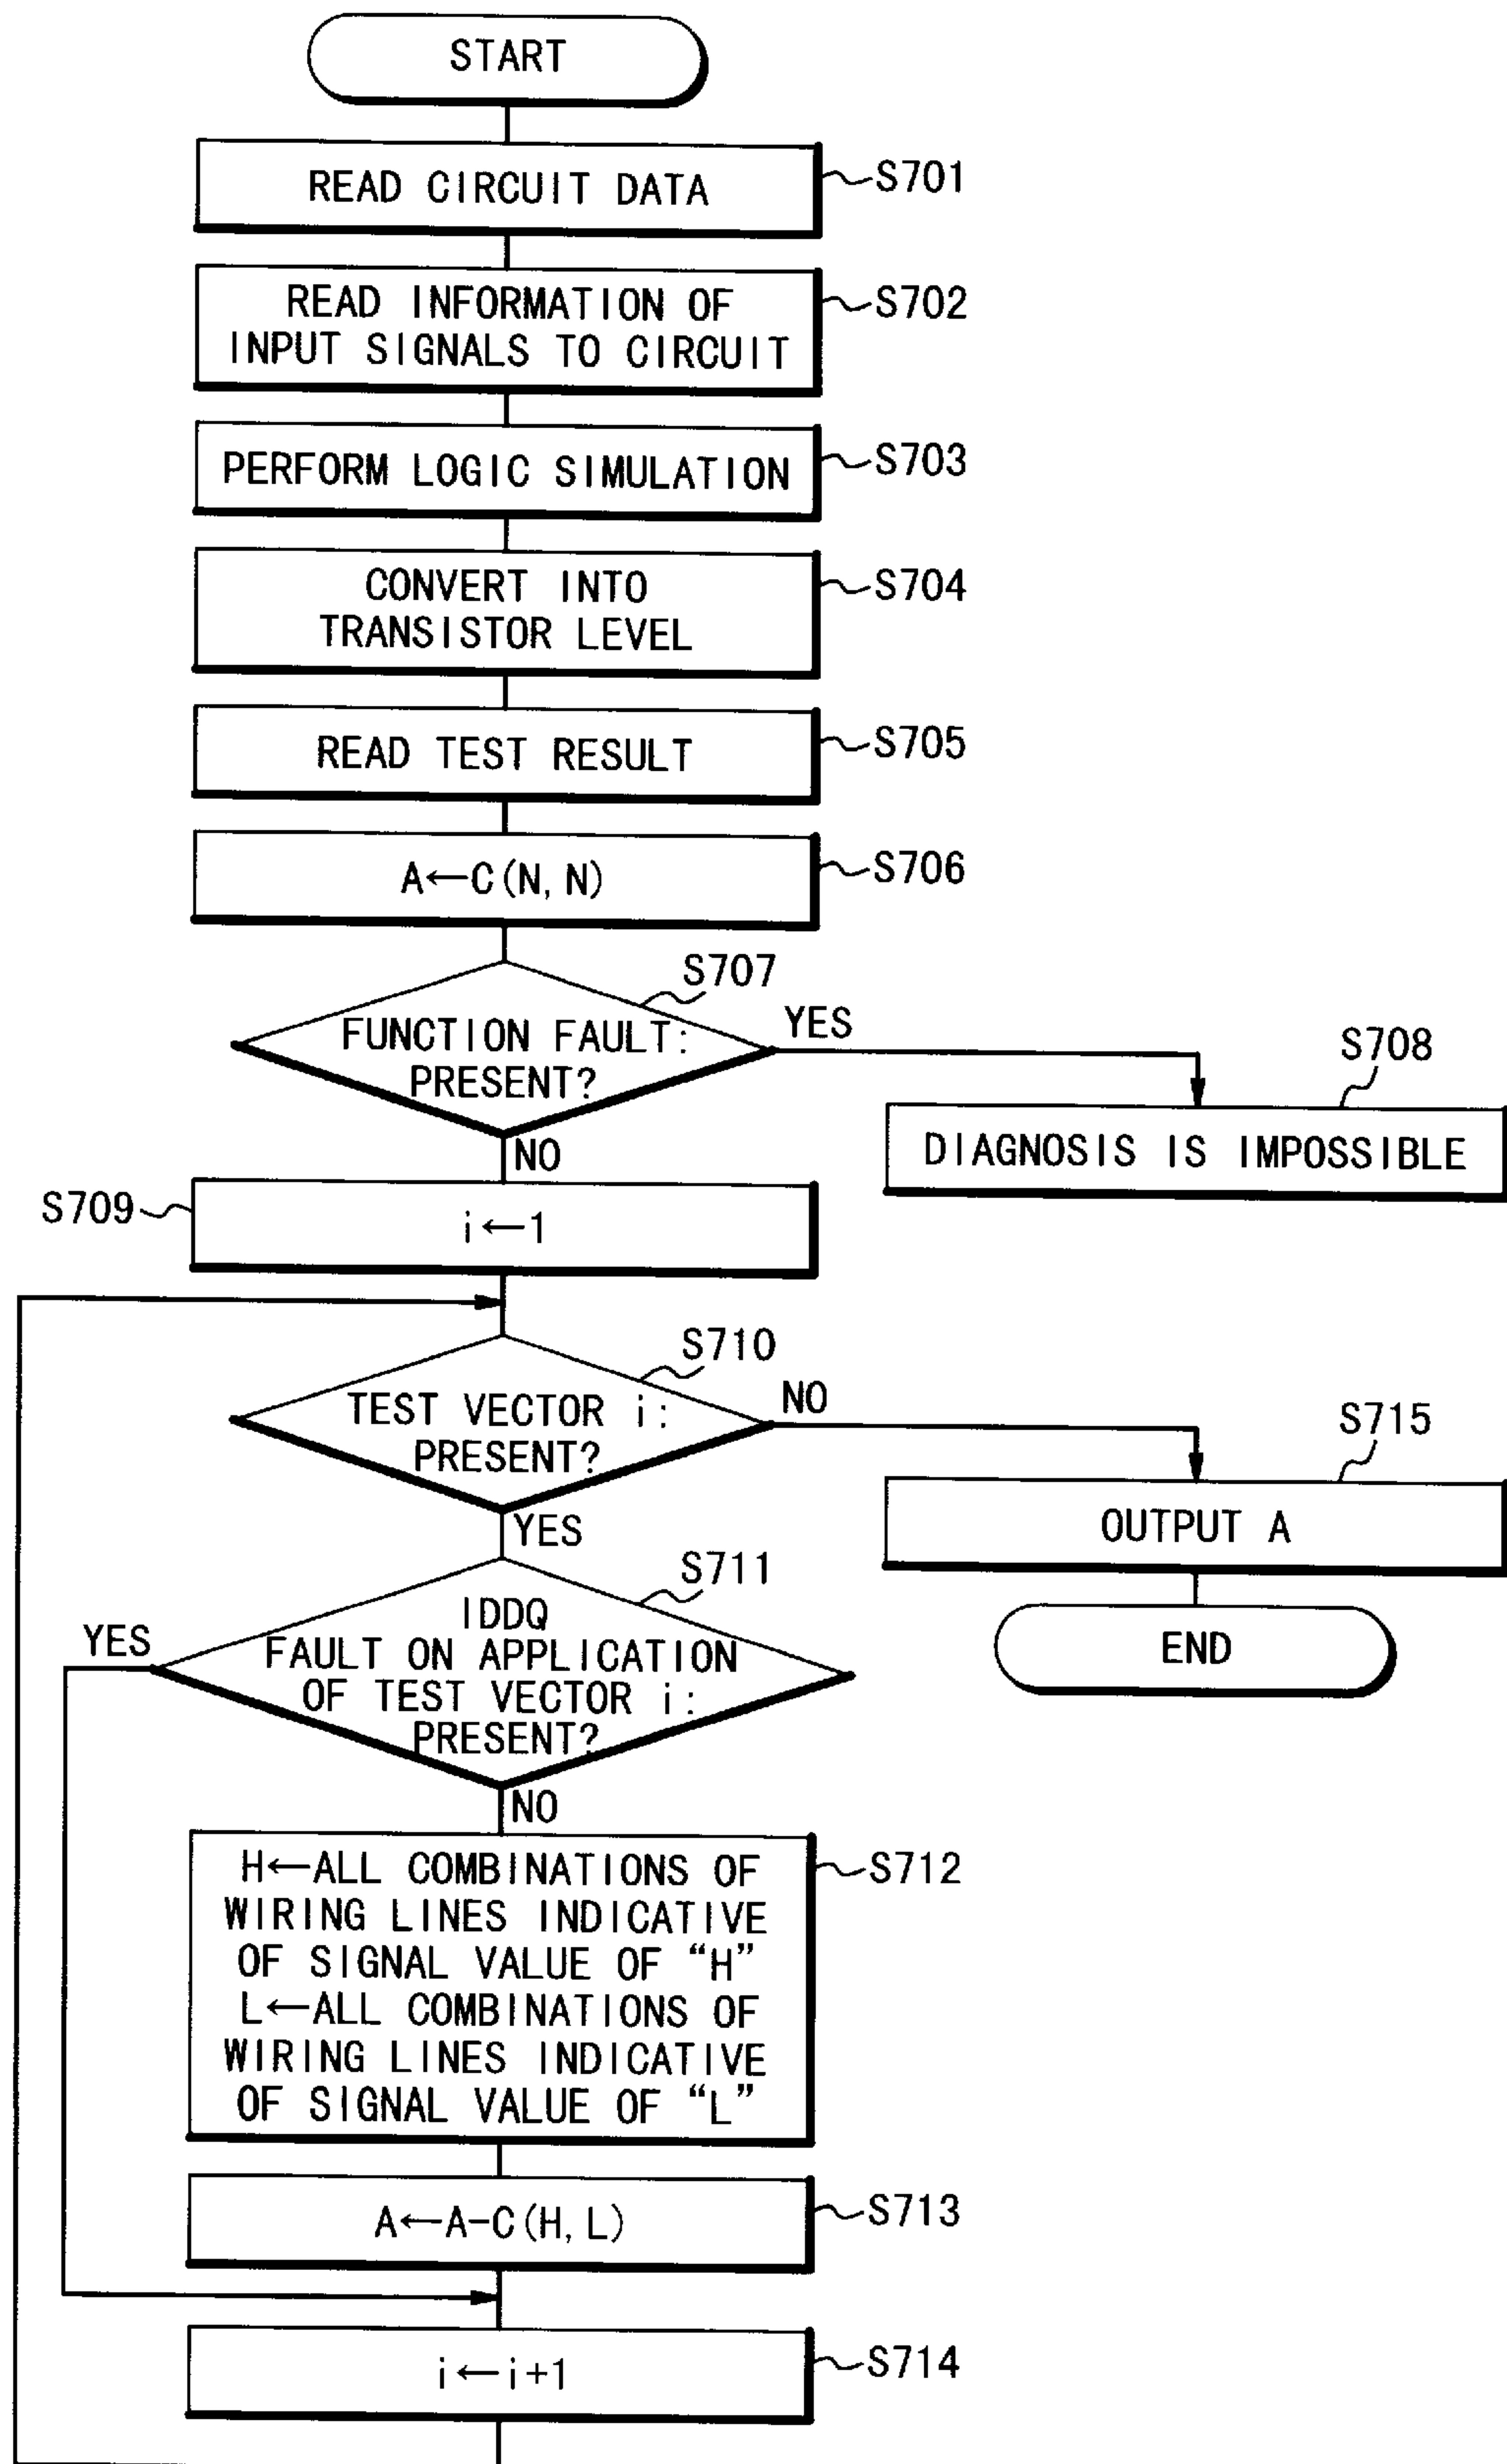 START
READ CIRCUIT DATA
S701
READ INFORMATION OF
INPUT SIGNALS TO CIRCUIT
S702
PERFORM LOGIC SIMULATION
S703
CONVERT INTO
TRANSISTOR LEVEL
S704
READ TEST RESULT
S705
A←C(N,N)
S706
S707
FUNCTION FAULT:
PRESENT?
YES
NO
S708
DIAGNOSIS IS IMPOSSIBLE
S709
i←1
S710
TEST VECTOR i:
PRESENT?
NO
YES
S715
OUTPUT A
END
S711
IDDQ
FAULT ON APPLICATION
OF TEST VECTOR i:
PRESENT?
YES
NO
H←ALL COMBINATIONS OF
WIRING LINES INDICATIVE
OF SIGNAL VALUE OF “H”
L←ALL COMBINATIONS OF
WIRING LINES INDICATIVE
OF SIGNAL VALUE OF “L”
S712
A←A-C(H,L)
S713
i←i+1
S714